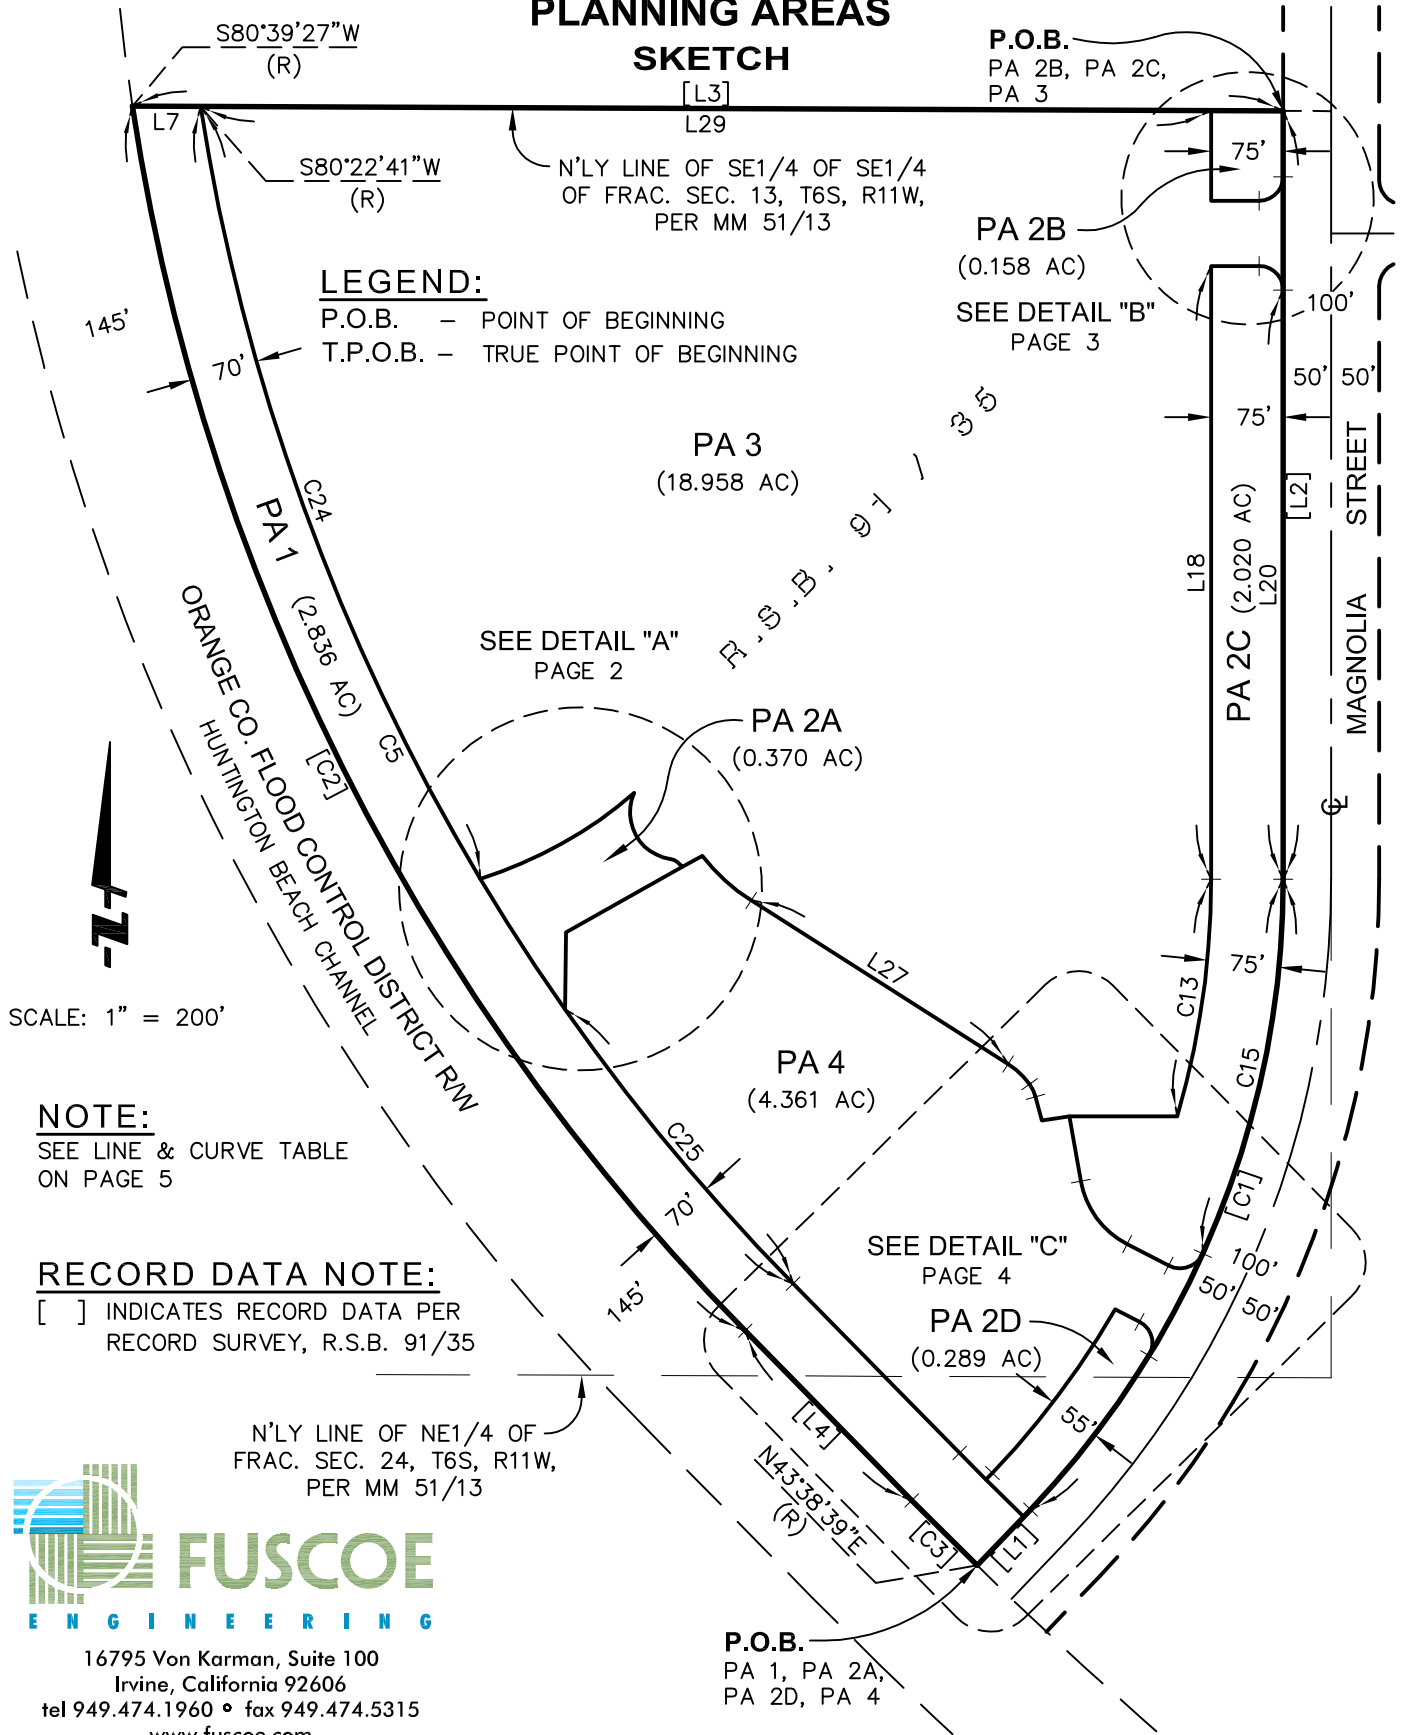 PLANNING AREAS
SKETCH
S80°39'27"W
(R)
[L3]
L29
L7
P.O.B.
PA 2B, PA 2C,
PA 3
S80°22'41"W
(R)
N'LY LINE OF SE1/4 OF SE1/4
OF FRAC. SEC. 13, T6S, R11W,
PER MM 51/13
75'
PA 2B
(0.158 AC)
SEE DETAIL "B"
PAGE 3
LEGEND:
P.O.B. – POINT OF BEGINNING
T.P.O.B. – TRUE POINT OF BEGINNING
145'
70'
100'
50' 50'
75'
PA 3
(18.958 AC)
R.S.B. 91/35
C24
PA 1 (2.836 AC)
C5
[C2]
L18
PA 2C (2.020 AC)
L20
[L2]
MAGNOLIA STREET
℄
SEE DETAIL "A"
PAGE 2
PA 2A
(0.370 AC)
ORANGE CO. FLOOD CONTROL DISTRICT R/W
HUNTINGTON BEACH CHANNEL
N
SCALE: 1" = 200'
L27
75'
C13
C15
PA 4
(4.361 AC)
NOTE:
SEE LINE & CURVE TABLE
ON PAGE 5
C25
70'
145'
[C1]
100'
50' 50'
SEE DETAIL "C"
PAGE 4
RECORD DATA NOTE:
[ ] INDICATES RECORD DATA PER
RECORD SURVEY, R.S.B. 91/35
PA 2D
(0.289 AC)
55'
[L4]
N43°38'39"E
(R)
[C3]
[L1]
N'LY LINE OF NE1/4 OF
FRAC. SEC. 24, T6S, R11W,
PER MM 51/13
P.O.B.
PA 1, PA 2A,
PA 2D, PA 4
FUSCOE
ENGINEERING
16795 Von Karman, Suite 100
Irvine, California 92606
tel 949.474.1960 ° fax 949.474.5315
www.fuscoe.com